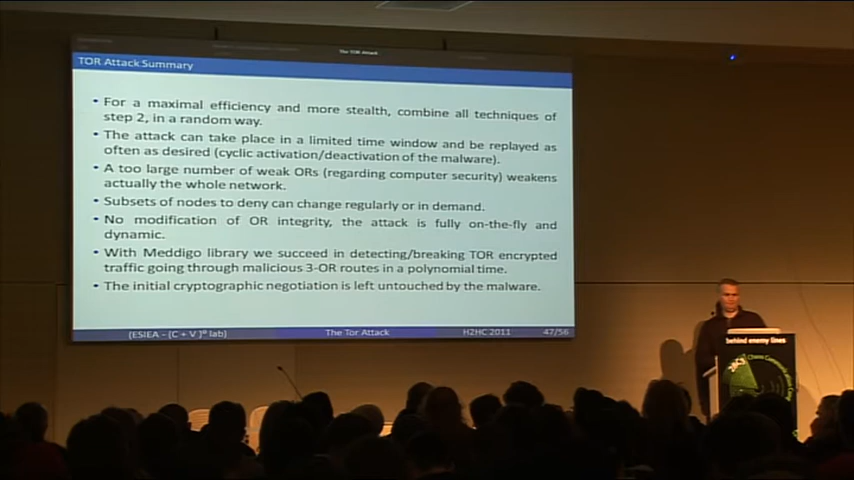 The TOR Attack
TOR Attack Summary
• For a maximal efficiency and more stealth, combine all techniques of
step 2, in a random way.
• The attack can take place in a limited time window and be replayed as
often as desired (cyclic activation/deactivation of the malware).
• A too large number of weak ORs (regarding computer security) weakens
actually the whole network.
• Subsets of nodes to deny can change regularly or in demand.
• No modification of OR integrity, the attack is fully on-the-fly and
dynamic.
• With Meddigo library we succeed in detecting/breaking TOR encrypted
traffic going through malicious 3-OR routes in a polynomial time.
• The initial cryptographic negotiation is left untouched by the malware.
(ESIEA - (C + V)° lab) The Tor Attack H2HC 2011 47/56
behind enemy lines
28C3 Chaos Communication